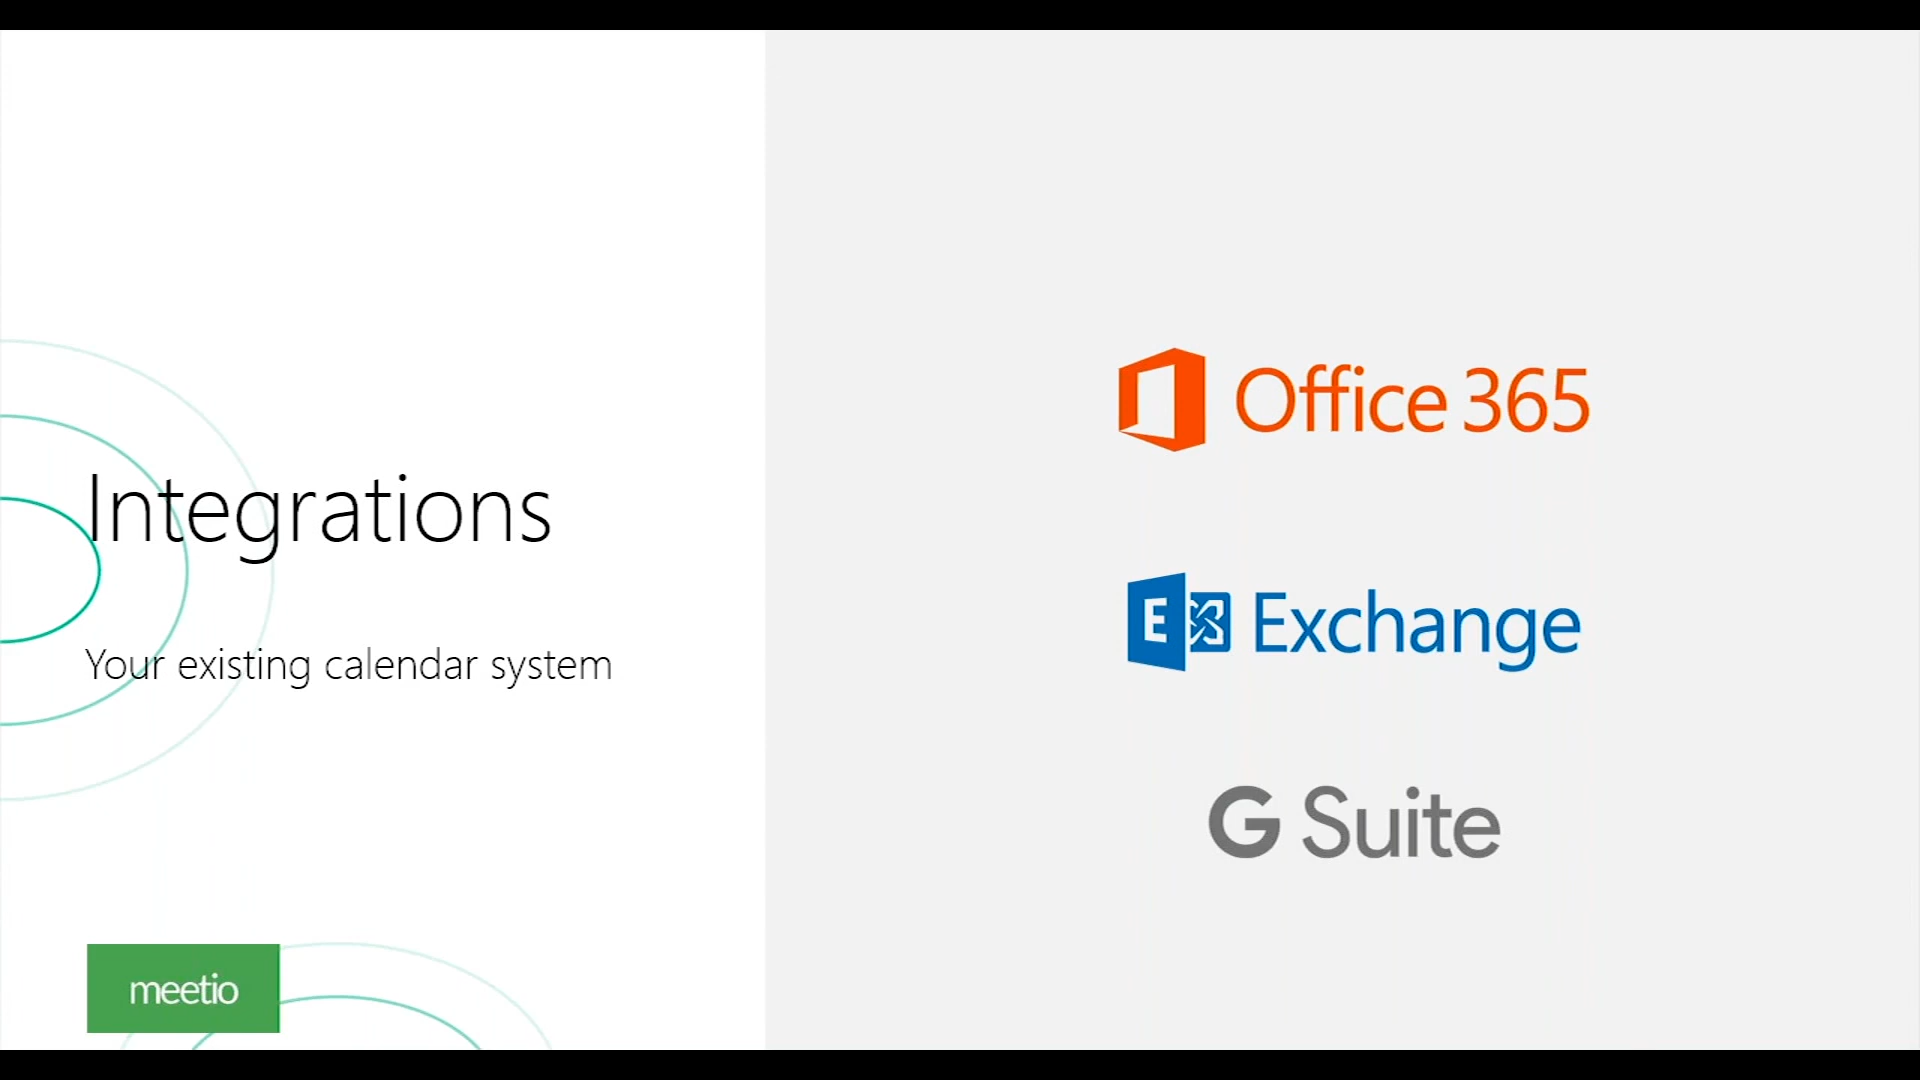 Integrations
Your existing calendar system
meetio
Office 365
E Exchange
G Suite